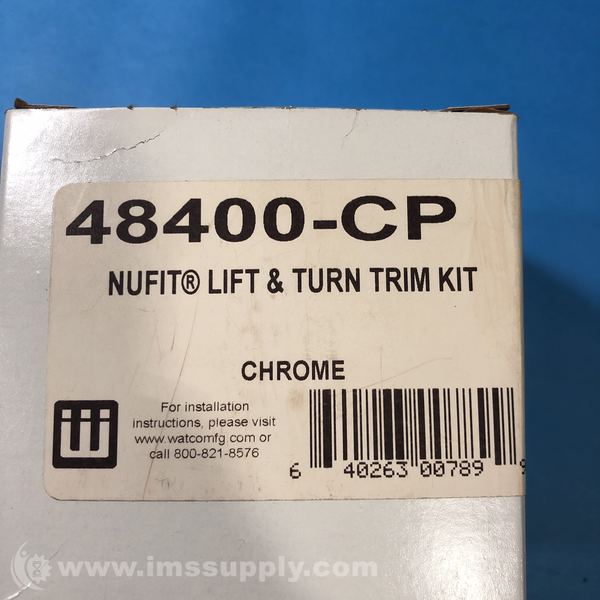 48400-CP
NUFIT® LIFT & TURN TRIM KIT
CHROME
For installation
instructions, please visit
www.watcomfg.com or
call 800-821-8576
6 40263 00789 9
www.imssupply.com